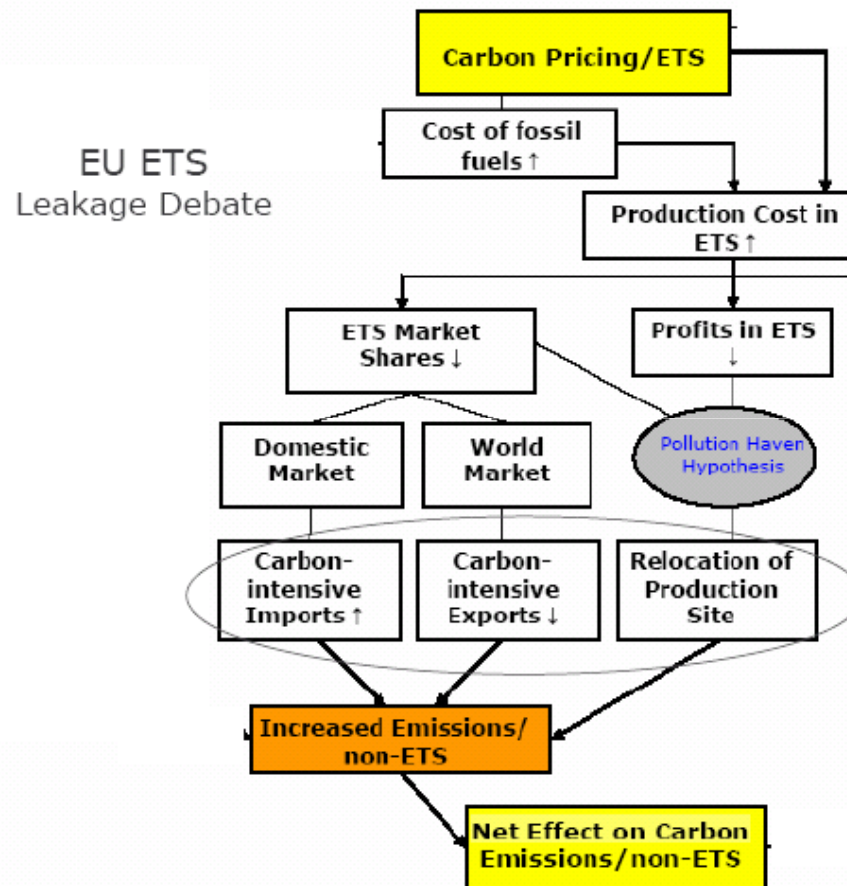 Carbon Pricing/ETS
Cost of fossil
fuels ↑
EU ETS
Leakage Debate
Production Cost in
ETS ↑
ETS Market
Shares ↓
Profits in ETS
↓
Domestic
Market
World
Market
Pollution Haven
Hypothesis
Carbon-
intensive
Imports ↑
Carbon-
intensive
Exports ↓
Relocation of
Production
Site
Increased Emissions/
non-ETS
Net Effect on Carbon
Emissions/non-ETS